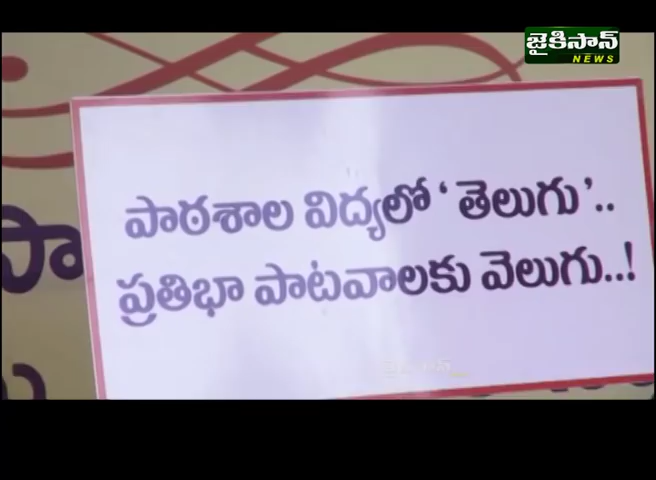 జైకిసాన్
NEWS
పాఠశాల విద్యలో ' తెలుగు '..
ప్రతిభా పాటవాలకు వెలుగు..!
పా
జైకిసాన్